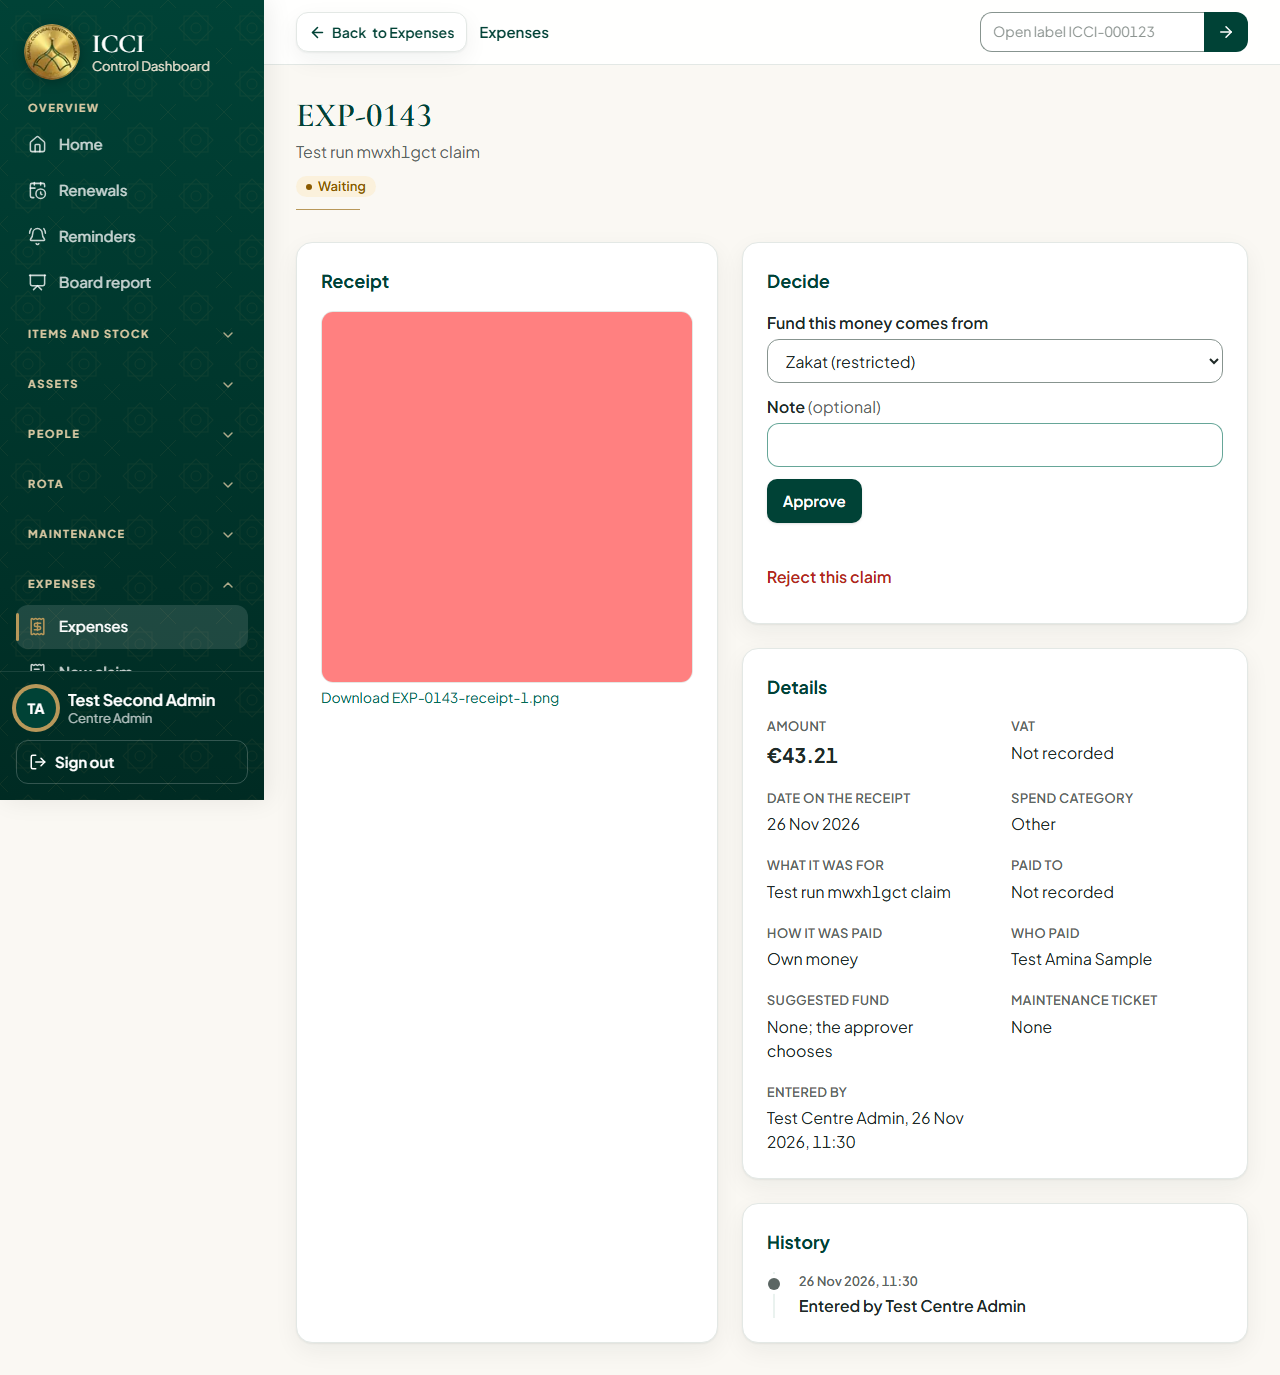 ICCI
Control Dashboard
OVERVIEW
Home
Renewals
Reminders
Board report
ITEMS AND STOCK
ASSETS
PEOPLE
ROTA
MAINTENANCE
EXPENSES
Expenses
New claim
TA
Test Second Admin
Centre Admin
Sign out
Back to Expenses
Expenses
Open label ICCI-000123
EXP-0143
Test run mwxh1gct claim
Waiting
Receipt
Download EXP-0143-receipt-1.png
Decide
Fund this money comes from
Zakat (restricted)
Note (optional)
Approve
Reject this claim
Details
AMOUNT
€43.21
VAT
Not recorded
DATE ON THE RECEIPT
26 Nov 2026
SPEND CATEGORY
Other
WHAT IT WAS FOR
Test run mwxh1gct claim
PAID TO
Not recorded
HOW IT WAS PAID
Own money
WHO PAID
Test Amina Sample
SUGGESTED FUND
None; the approver
chooses
MAINTENANCE TICKET
None
ENTERED BY
Test Centre Admin, 26 Nov
2026, 11:30
History
26 Nov 2026, 11:30
Entered by Test Centre Admin